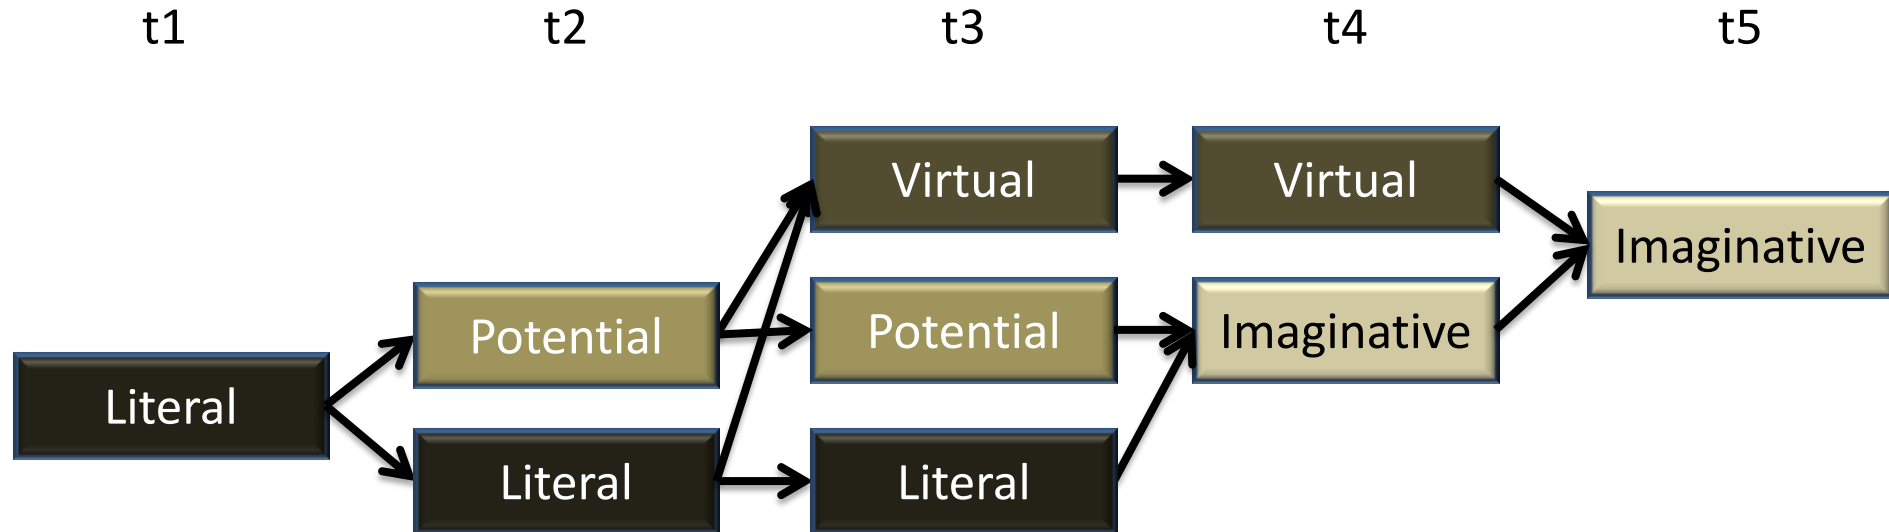 t1 t2 t3 t4 t5
Virtual Virtual
Imaginative
Potential Potential Imaginative
Literal
Literal Literal